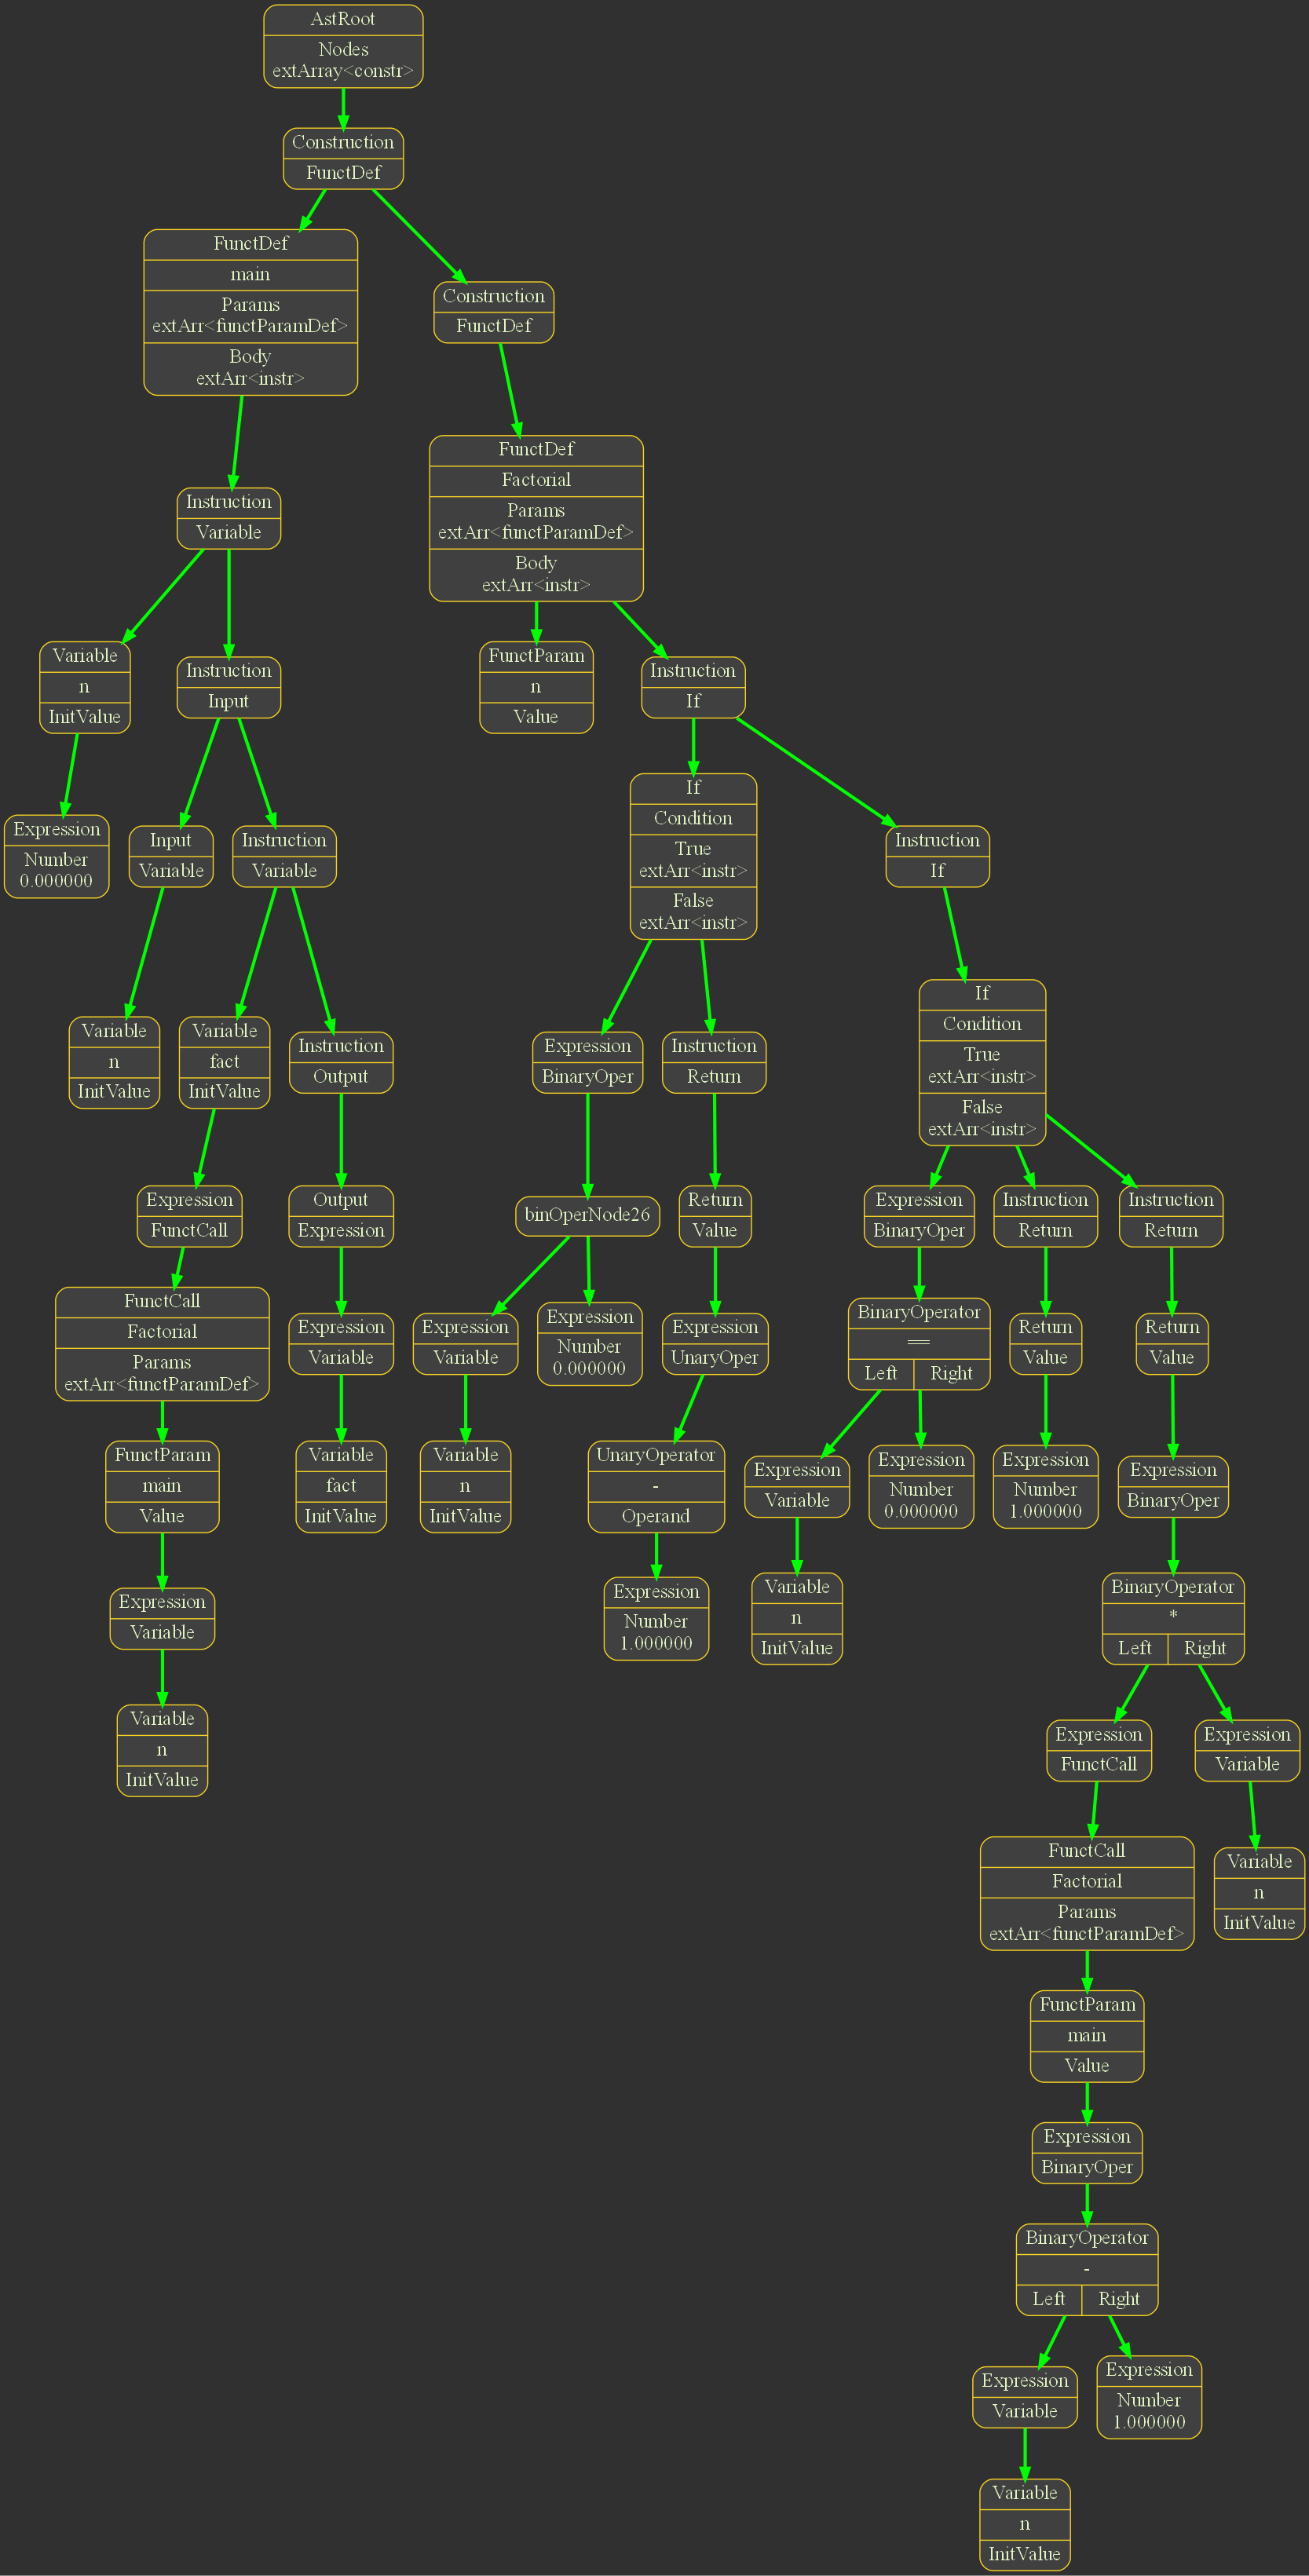 AstRoot
Nodes
extArray<constr>
Construction
FunctDef
FunctDef
main
Params
extArr<functParamDef>
Body
extArr<instr>
Construction
FunctDef
FunctDef
Factorial
Params
extArr<functParamDef>
Body
extArr<instr>
Instruction
Variable
Variable
n
InitValue
Instruction
Input
FunctParam
n
Value
Instruction
If
If
Condition
True
extArr<instr>
False
extArr<instr>
Expression
Number
0.000000
Input
Variable
Instruction
Variable
Instruction
If
If
Condition
True
extArr<instr>
False
extArr<instr>
Variable
n
InitValue
Variable
fact
InitValue
Instruction
Output
Expression
BinaryOper
Instruction
Return
Expression
FunctCall
Output
Expression
binOperNode26
Return
Value
Expression
BinaryOper
Instruction
Return
Instruction
Return
FunctCall
Factorial
Params
extArr<functParamDef>
Expression
Variable
Expression
Variable
Expression
Number
0.000000
Expression
UnaryOper
BinaryOperator
==
Left
Right
Return
Value
Return
Value
FunctParam
main
Value
Variable
fact
InitValue
Variable
n
InitValue
UnaryOperator
-
Operand
Expression
Variable
Expression
Number
0.000000
Expression
Number
1.000000
Expression
BinaryOper
Expression
Variable
Expression
Number
1.000000
Variable
n
InitValue
BinaryOperator
*
Left
Right
Variable
n
InitValue
Expression
FunctCall
Expression
Variable
FunctCall
Factorial
Params
extArr<functParamDef>
Variable
n
InitValue
FunctParam
main
Value
Expression
BinaryOper
BinaryOperator
-
Left
Right
Expression
Variable
Expression
Number
1.000000
Variable
n
InitValue